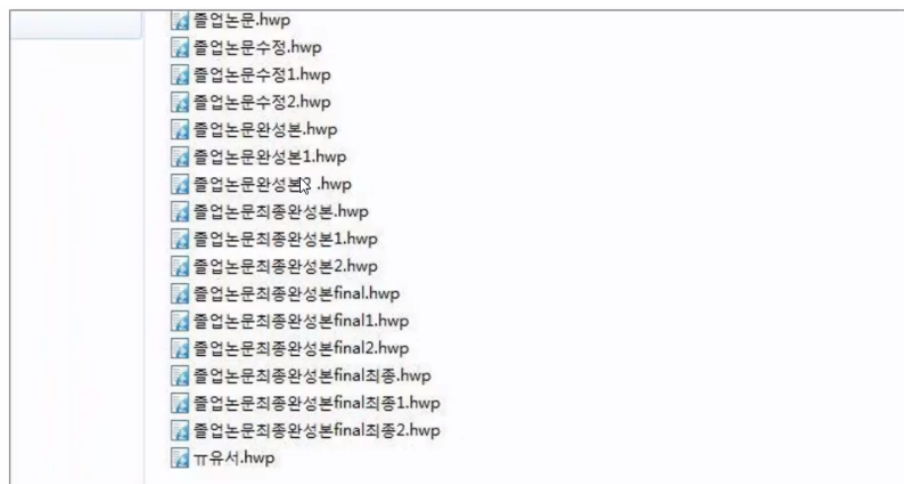 졸업논문.hwp
졸업논문수정.hwp
졸업논문수정1.hwp
졸업논문수정2.hwp
졸업논문완성본.hwp
졸업논문완성본1.hwp
졸업논문완성본2 .hwp
졸업논문최종완성본.hwp
졸업논문최종완성본1.hwp
졸업논문최종완성본2.hwp
졸업논문최종완성본final.hwp
졸업논문최종완성본final1.hwp
졸업논문최종완성본final2.hwp
졸업논문최종완성본final최종.hwp
졸업논문최종완성본final최종1.hwp
졸업논문최종완성본final최종2.hwp
ㅠ유서.hwp